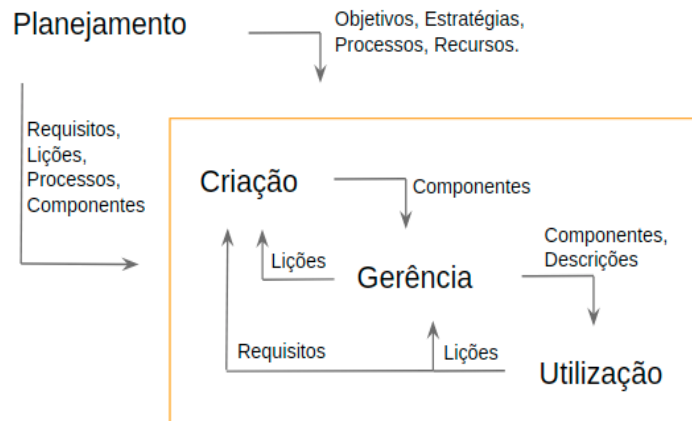 Planejamento
Objetivos, Estratégias,
Processos, Recursos.
Requisitos,
Lições,
Processos,
Componentes
Criação
Componentes
Lições
Gerência
Componentes,
Descrições
Requisitos
Lições
Utilização